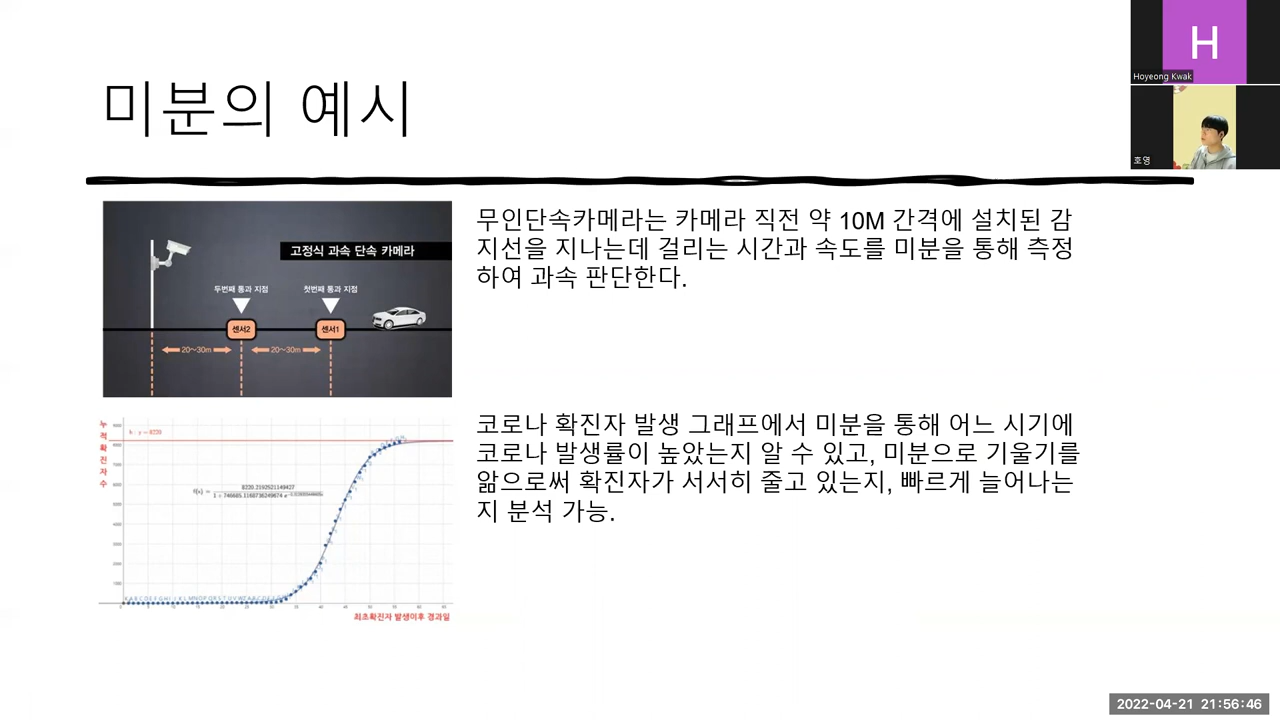 미분의 예시
H
Hoyeong Kwak
호영
고정식 과속 단속 카메라
두번째 통과 지점
첫번째 통과 지점
센서2
센서1
20~30m
20~30m
무인단속카메라는 카메라 직전 약 10M 간격에 설치된 감
지선을 지나는데 걸리는 시간과 속도를 미분을 통해 측정
하여 과속 판단한다.
누적확진자수
h : y = 8220
최초확진자 발생이후 경과일
코로나 확진자 발생 그래프에서 미분을 통해 어느 시기에
코로나 발생률이 높았는지 알 수 있고, 미분으로 기울기를
앎으로써 확진자가 서서히 줄고 있는지, 빠르게 늘어나는
지 분석 가능.
2022-04-21 21:56:46